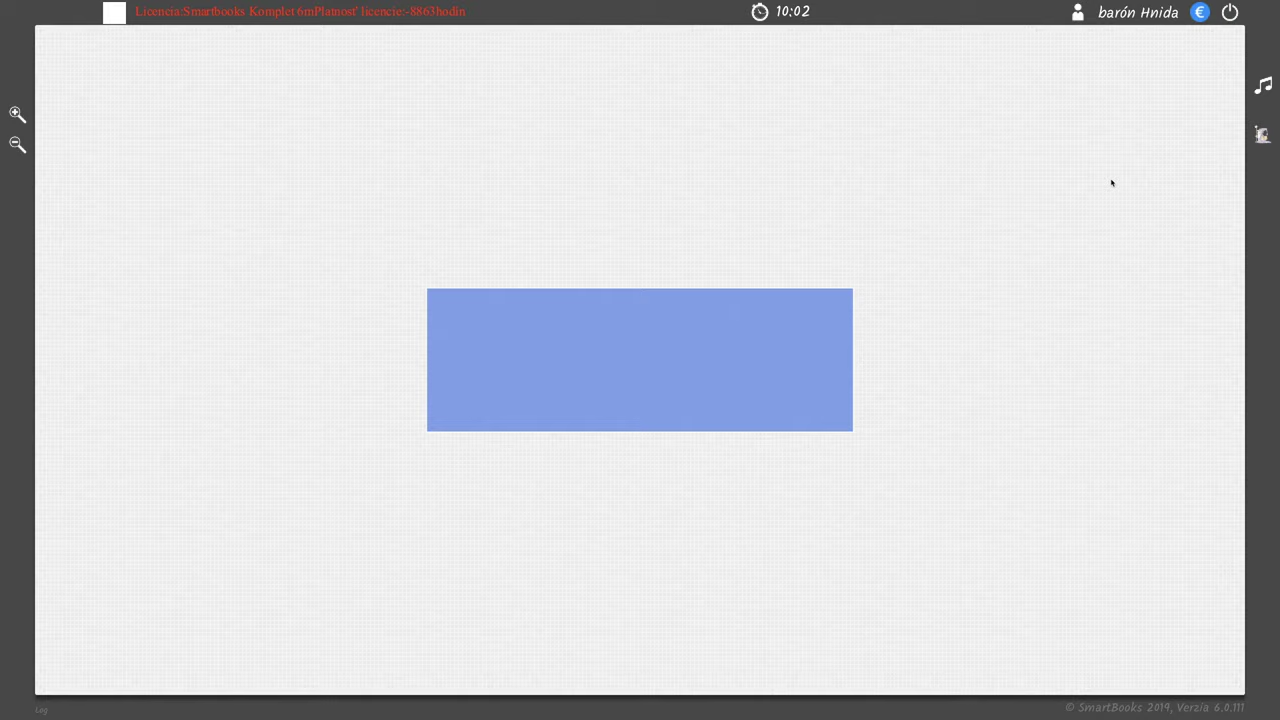 Licencia:Smartbooks Komplet 6mPlatnosť licencie:-8863hodín
10:02
barón Hnida
€
Log
© SmartBooks 2019, Verzia 6.0.111